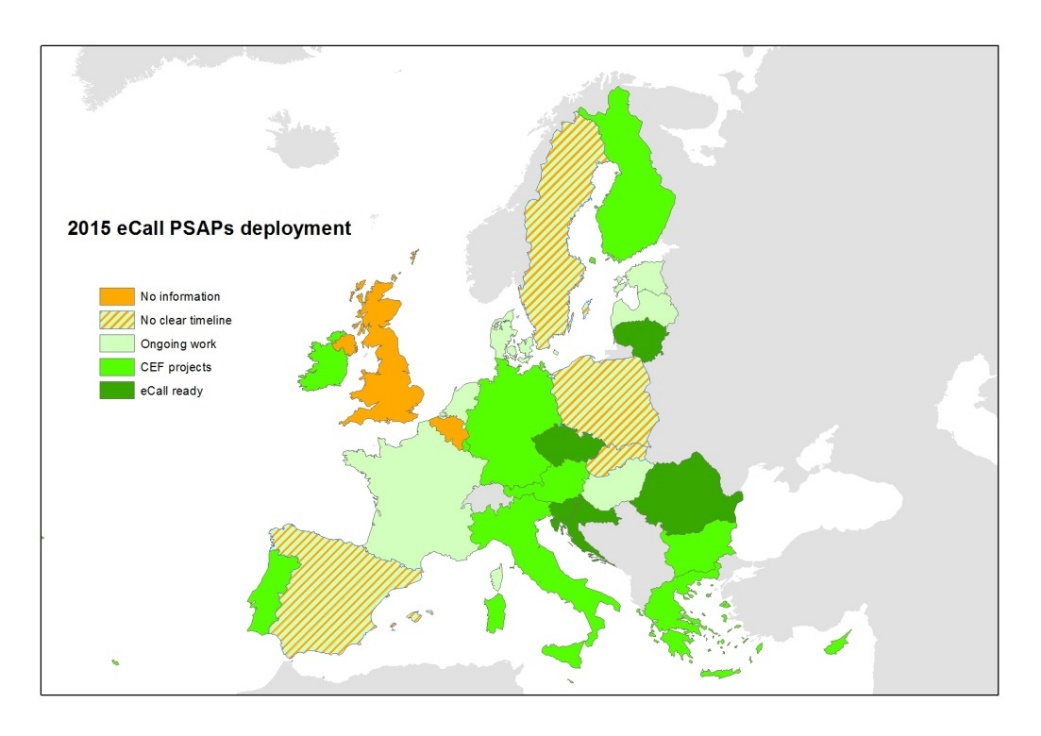 2015 eCall PSAPs deployment
No information
No clear timeline
Ongoing work
CEF projects
eCall ready